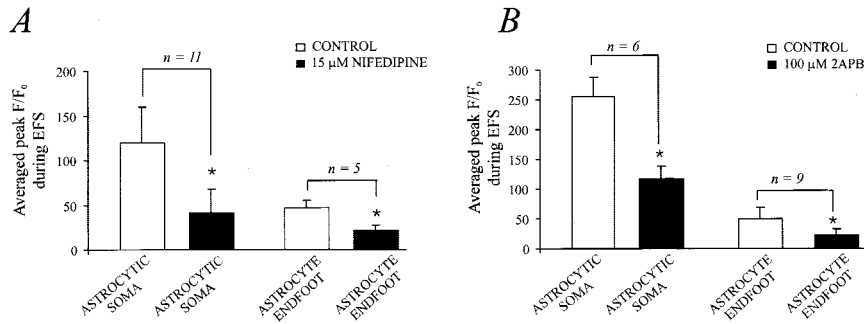 A
n = 11
CONTROL
15 µM NIFEDIPINE
200
150
100
50
0
Averaged peak F/F₀
during EFS
*
n = 5
*
ASTROCYTIC
SOMA
ASTROCYTIC
SOMA
ASTROCYTE
ENDFOOT
ASTROCYTE
ENDFOOT
B
n = 6
CONTROL
100 µM 2APB
300
250
200
150
100
50
0
Averaged peak F/F₀
during EFS
*
n = 9
*
ASTROCYTIC
SOMA
ASTROCYTIC
SOMA
ASTROCYTE
ENDFOOT
ASTROCYTE
ENDFOOT